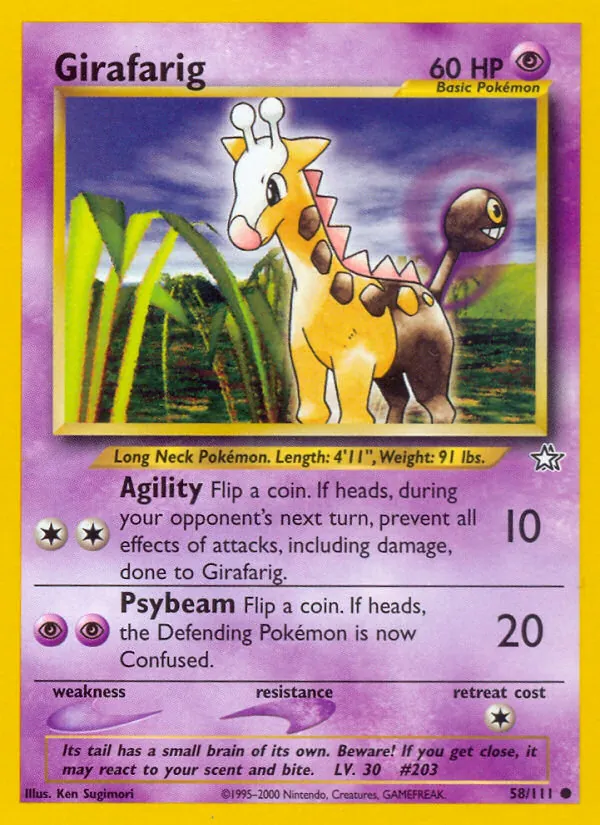 Girafarig
60 HP
Basic Pokémon
Long Neck Pokémon. Length: 4'11", Weight: 91 lbs.
Agility Flip a coin. If heads, during
your opponent's next turn, prevent all
effects of attacks, including damage,
done to Girafarig.
10
Psybeam Flip a coin. If heads,
the Defending Pokémon is now
Confused.
20
weakness
resistance
retreat cost
Its tail has a small brain of its own. Beware! If you get close, it
may react to your scent and bite. LV. 30 #203
Illus. Ken Sugimori
©1995-2000 Nintendo, Creatures, GAMEFREAK.
58/111